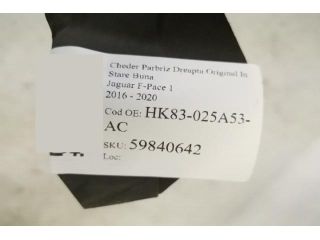 Cheder Parbriz Dreapta Original In
Stare Buna
Jaguar F-Pace 1
2016 - 2020
Cod OE: HK83-025A53-
AC
SKU: 59840642
Loc: